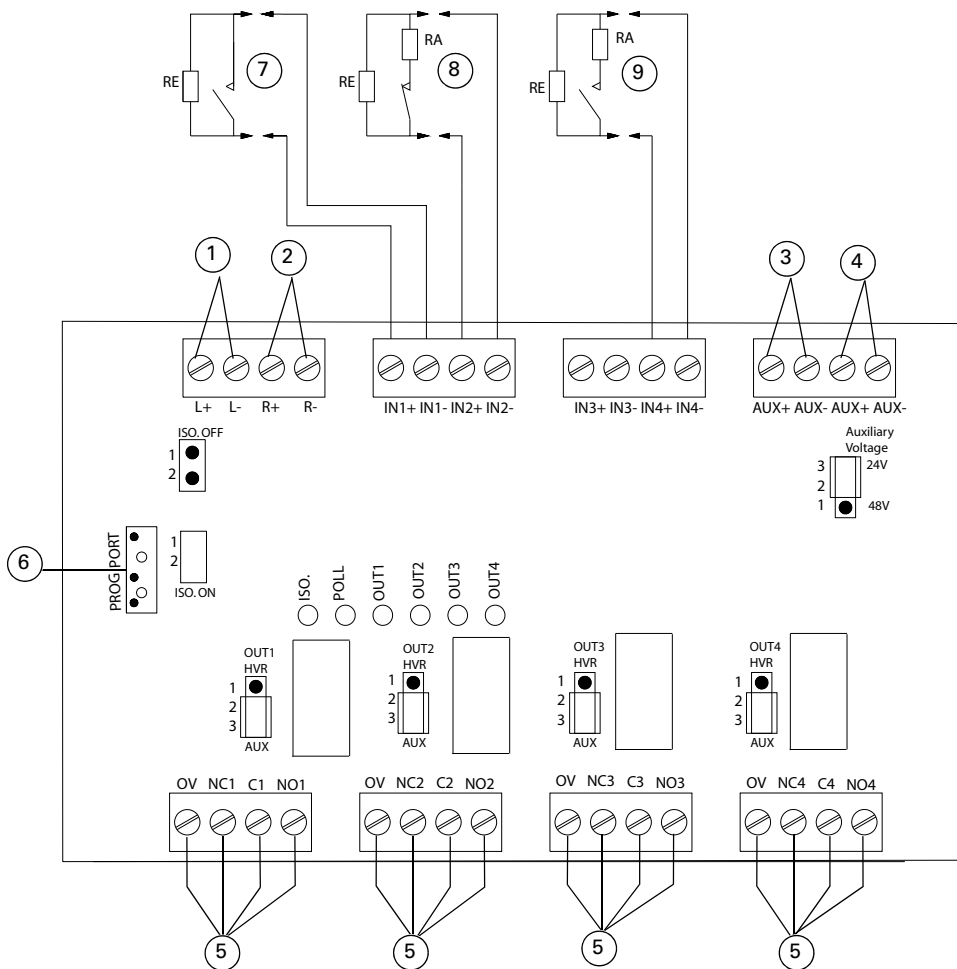 RA
RA
7
8
9
RE
RE
RE
1
2
3
4
L+ L- R+ R-
IN1+ IN1- IN2+ IN2-
IN3+ IN3- IN4+ IN4-
AUX+ AUX- AUX+ AUX-
ISO. OFF
1
2
Auxiliary
Voltage
3 24V
2
1 48V
6
PROG PORT
1
2
ISO. ON
ISO.
POLL
OUT1
OUT2
OUT3
OUT4
OUT1
HVR
1
2
3
AUX
OUT2
HVR
1
2
3
AUX
OUT3
HVR
1
2
3
AUX
OUT4
HVR
1
2
3
AUX
OV NC1 C1 NO1
OV NC2 C2 NO2
OV NC3 C3 NO3
OV NC4 C4 NO4
5
5
5
5